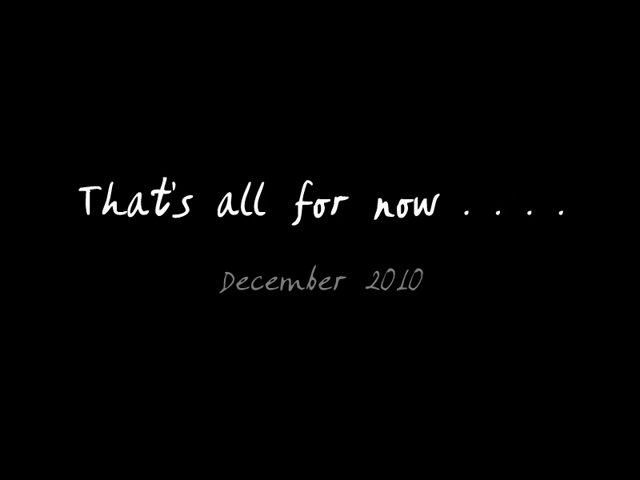 That's all for now . . . .
December 2010